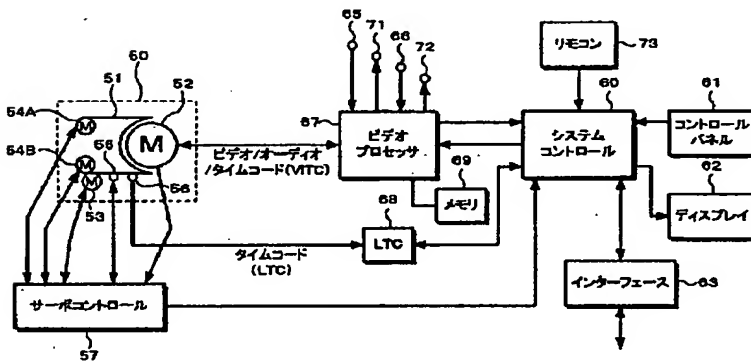 65
71
66
72
リモコン
73
50
51
52
60
61
54A
M
M
67
ビデオ
プロセッサ
システム
コントロール
コントロール
パネル
54B
M
55
ビデオ/オーディオ
/タイムコード(VITC)
69
メモリ
62
ディスプレイ
M
53
56
68
LTC
タイムコード
(LTC)
サーボコントロール
57
インターフェース
63